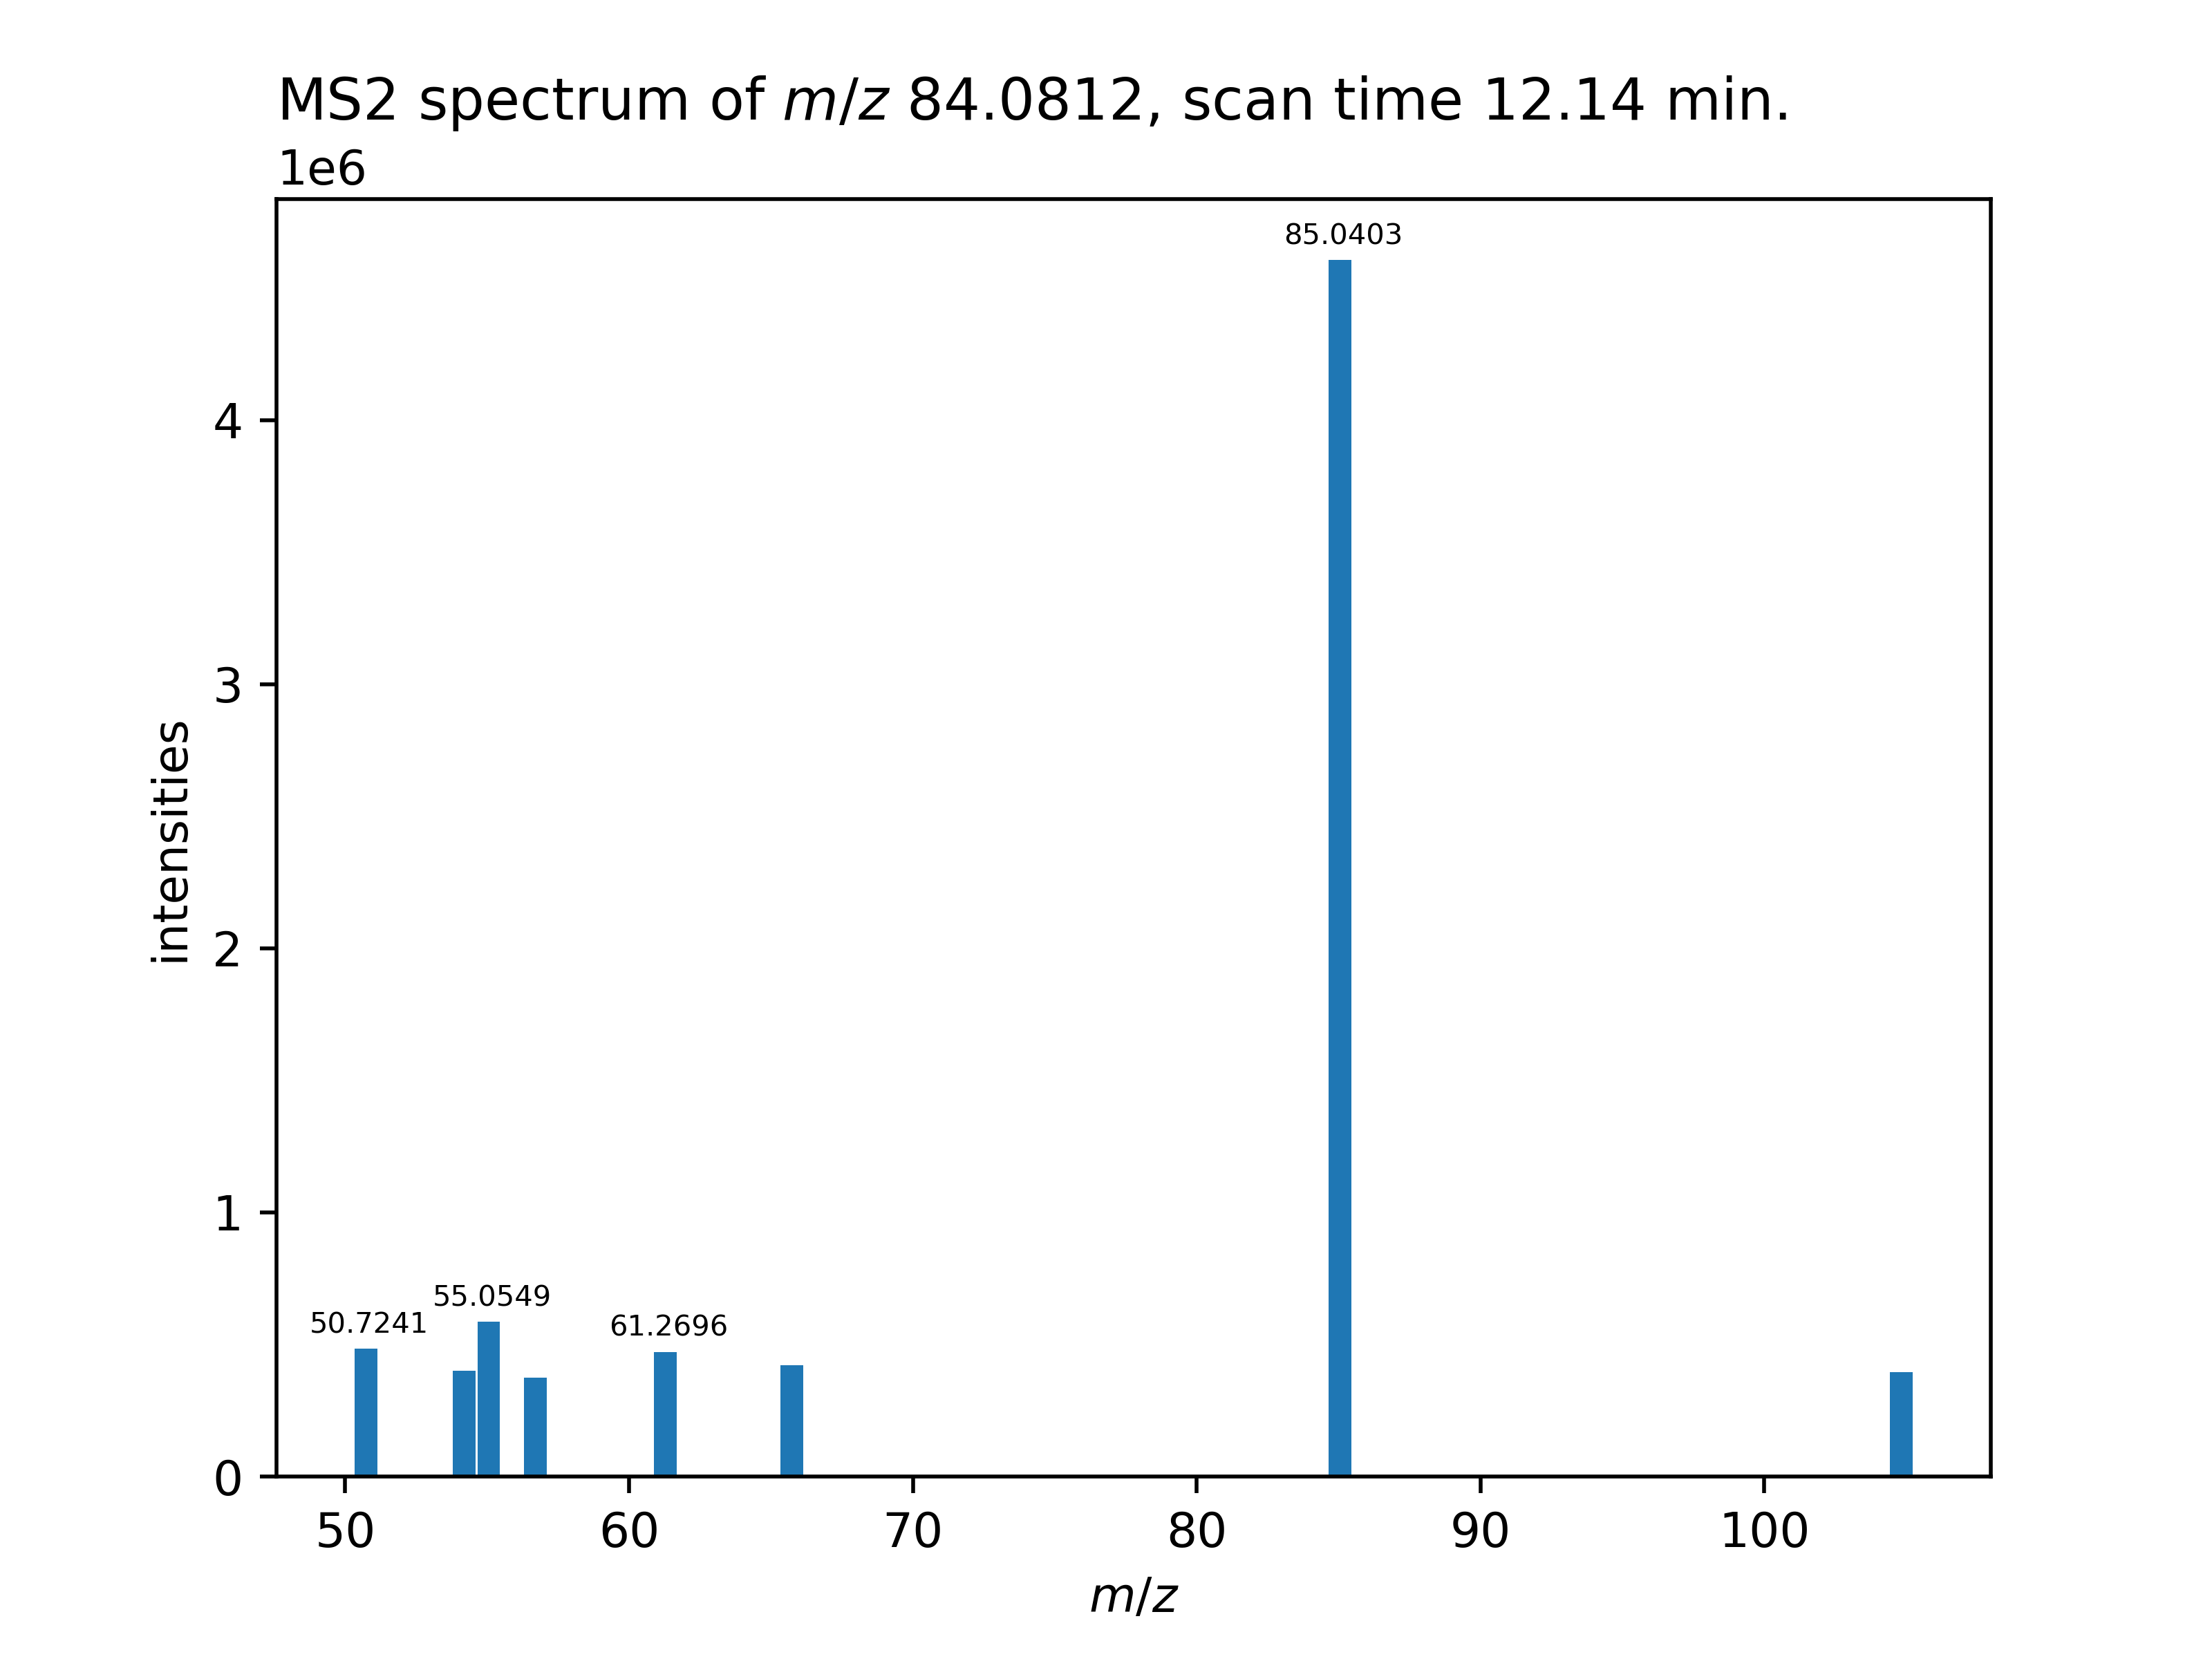 MS2 spectrum of m/z 84.0812, scan time 12.14 min.
1e6
85.0403
4
3
intensities
2
1
55.0549
50.7241
61.2696
0
50 60 70 80 90 100
m/z